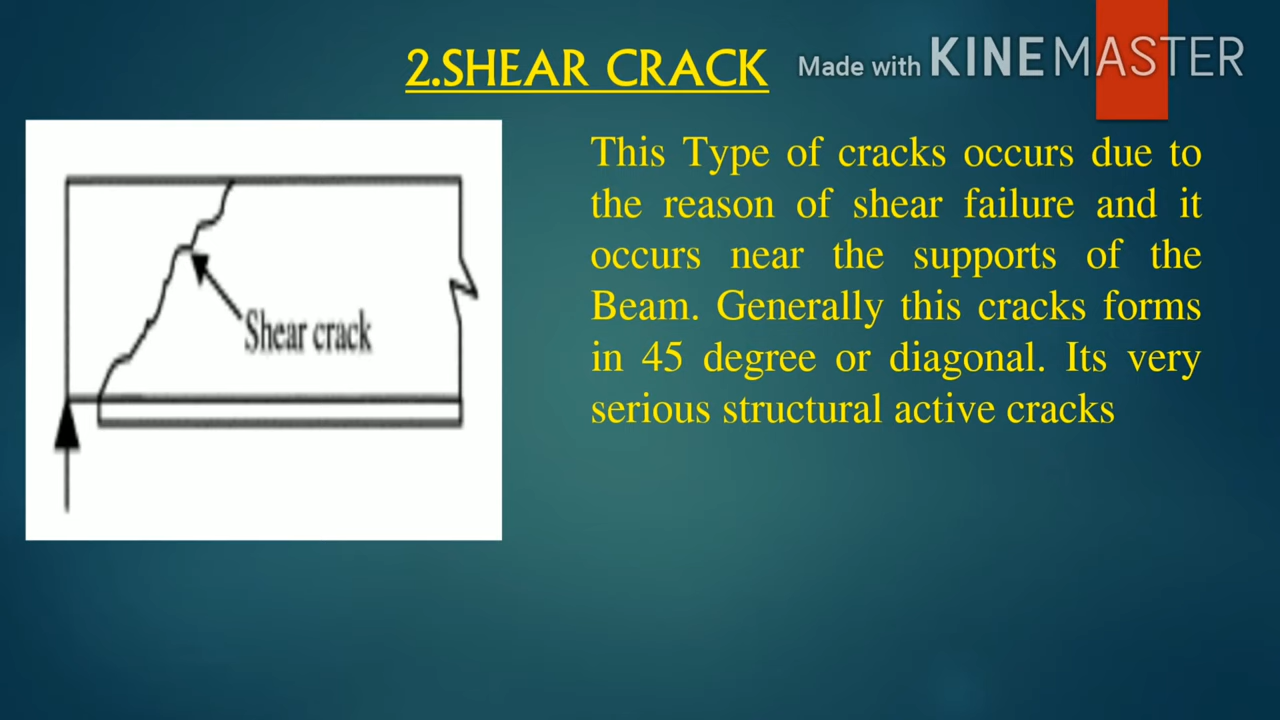 2.SHEAR CRACK
Made with KINEMASTER
This Type of cracks occurs due to
the reason of shear failure and it
occurs near the supports of the
Beam. Generally this cracks forms
in 45 degree or diagonal. Its very
serious structural active cracks
Shear crack